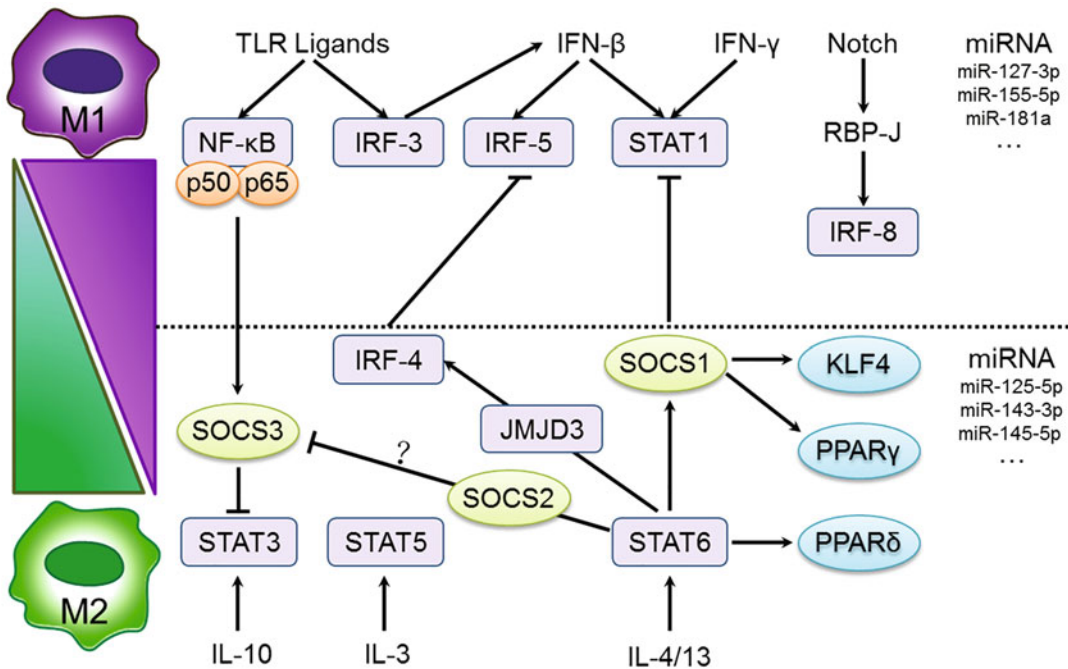 TLR Ligands
IFN-β
IFN-γ
Notch
miRNA
miR-127-3p
miR-155-5p
miR-181a
...
M1
NF-κB
p50
p65
IRF-3
IRF-5
STAT1
RBP-J
IRF-8
IRF-4
SOCS1
KLF4
miRNA
miR-125-5p
miR-143-3p
miR-145-5p
...
SOCS3
JMJD3
PPARγ
?
SOCS2
STAT3
STAT5
STAT6
PPARδ
M2
IL-10
IL-3
IL-4/13